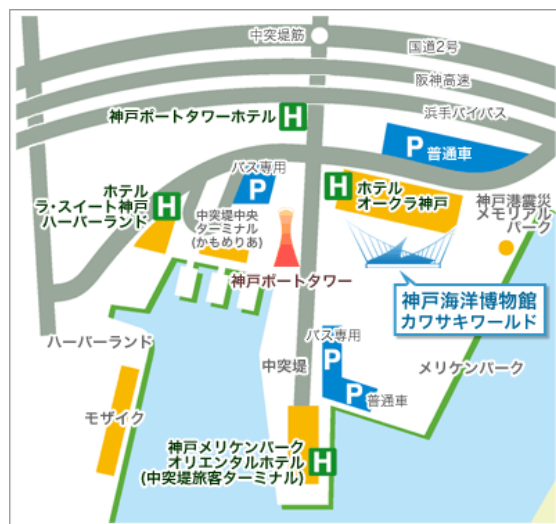 中突堤筋
国道2号
阪神高速
浜手バイパス
神戸ポートタワーホテル
H
P 普通車
バス専用
P
ホテル
ラ・スイート神戸
ハーバーランド
H
H
ホテル
オークラ神戸
中突堤中央
ターミナル
(かもめりあ)
神戸港震災
メモリアル
パーク
神戸ポートタワー
神戸海洋博物館
カワサキワールド
ハーバーランド
バス専用
P
中突堤
メリケンパーク
P 普通車
モザイク
神戸メリケンパーク
オリエンタルホテル
(中突堤旅客ターミナル)
H